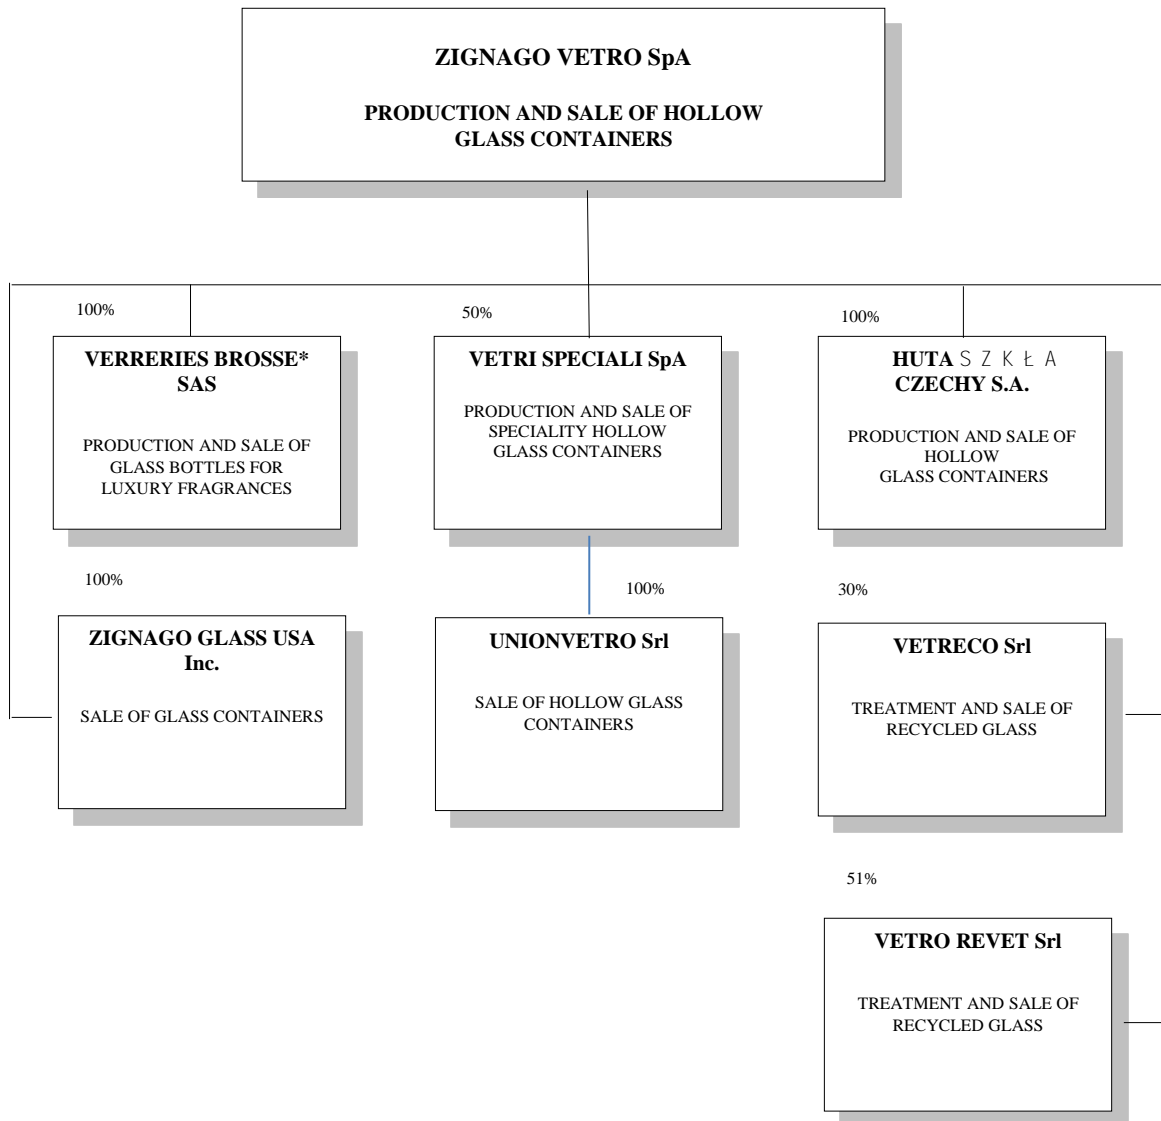 ZIGNAGO VETRO SpA
PRODUCTION AND SALE OF HOLLOW
GLASS CONTAINERS
100%
VERRERIES BROSSE*
SAS
PRODUCTION AND SALE OF
GLASS BOTTLES FOR
LUXURY FRAGRANCES
50%
VETRI SPECIALI SpA
PRODUCTION AND SALE OF
SPECIALITY HOLLOW
GLASS CONTAINERS
100%
HUTA SZKŁA
CZECHY S.A.
PRODUCTION AND SALE OF
HOLLOW
GLASS CONTAINERS
100%
ZIGNAGO GLASS USA
Inc.
SALE OF GLASS CONTAINERS
100%
UNIONVETRO Srl
SALE OF HOLLOW GLASS
CONTAINERS
30%
VETRECO Srl
TREATMENT AND SALE OF
RECYCLED GLASS
51%
VETRO REVET Srl
TREATMENT AND SALE OF
RECYCLED GLASS